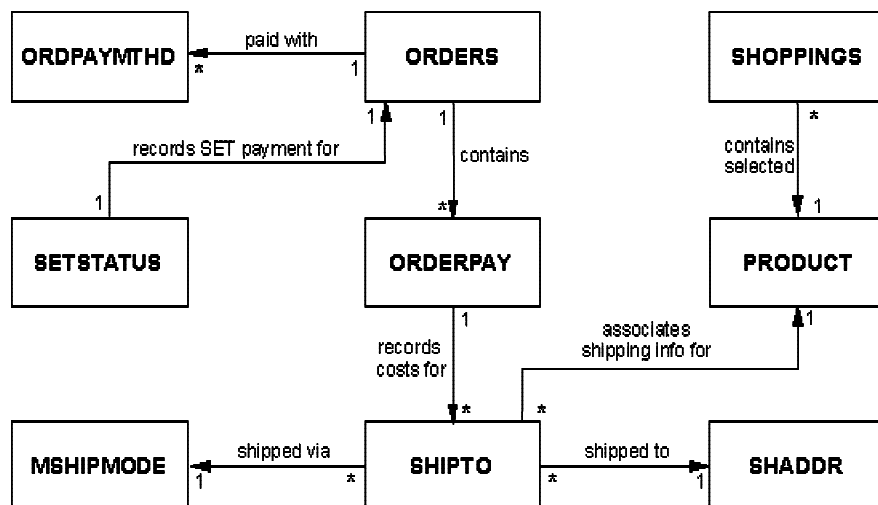 ORDPAYMTHD
paid with
*
1
ORDERS
SHOPPINGS
1
1
*
records SET payment for
contains
contains
selected
1
*
1
SETSTATUS
ORDERPAY
PRODUCT
1
1
records
costs for
associates
shipping info for
*
*
MSHIPMODE
shipped via
1
*
SHIPTO
shipped to
*
1
SHADDR